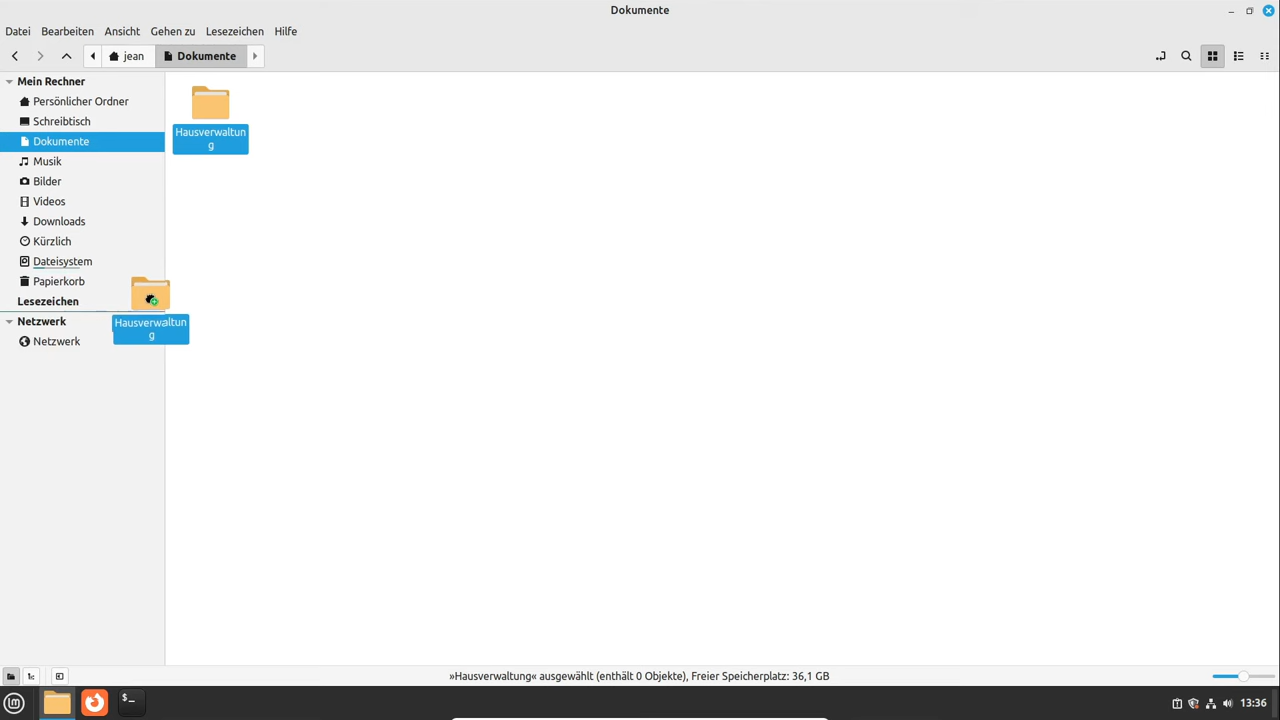 Dokumente
Datei Bearbeiten Ansicht Gehen zu Lesezeichen Hilfe
jean Dokumente
Mein Rechner
Persönlicher Ordner
Schreibtisch
Dokumente
Musik
Bilder
Videos
Downloads
Kürzlich
Dateisystem
Papierkorb
Lesezeichen
Netzwerk
Netzwerk
Hausverwaltun
g
Hausverwaltun
g
»Hausverwaltung« ausgewählt (enthält 0 Objekte), Freier Speicherplatz: 36,1 GB
13:36